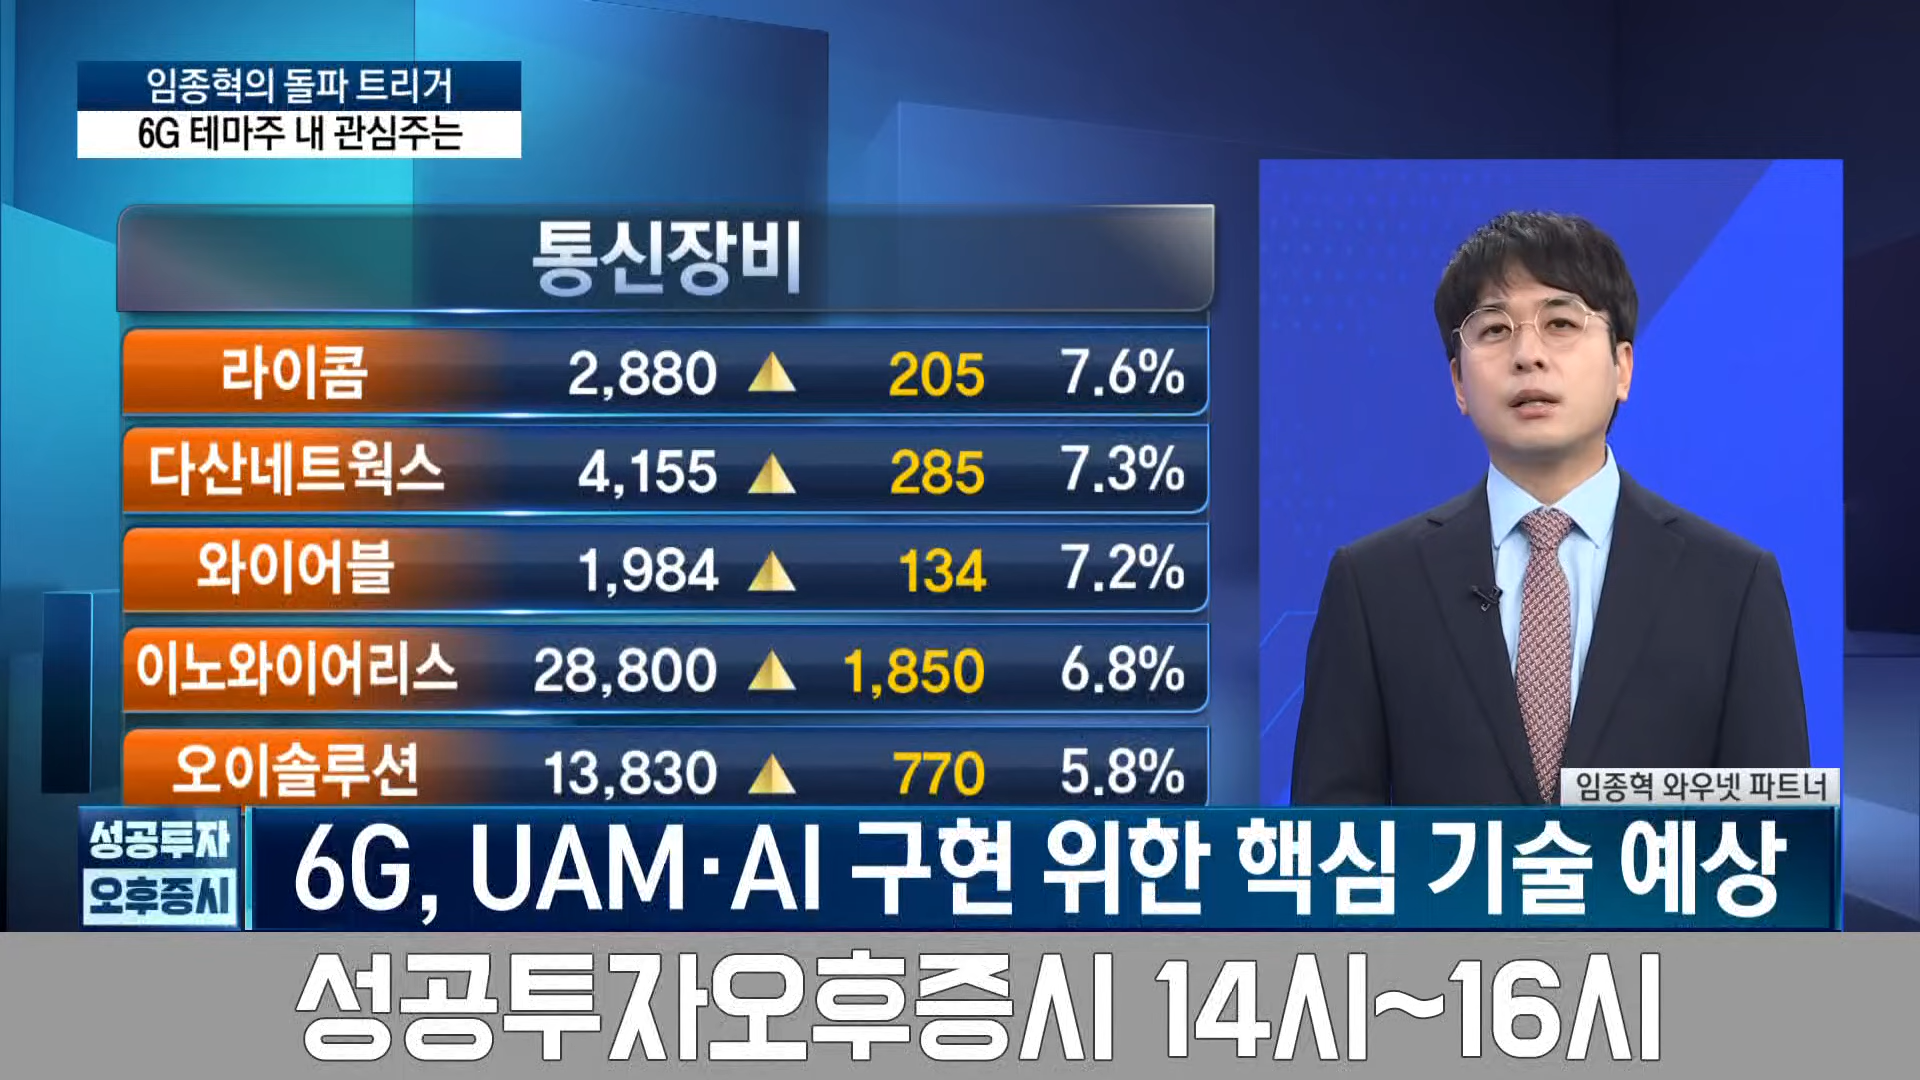 임종혁의 돌파 트리거
6G 테마주 내 관심주는
통신장비
라이콤 2,880 ▲ 205 7.6%
다산네트웍스 4,155 ▲ 285 7.3%
와이어블 1,984 ▲ 134 7.2%
이노와이어리스 28,800 ▲ 1,850 6.8%
오이솔루션 13,830 ▲ 770 5.8%
임종혁 와우넷 파트너
성공투자
오후증시
6G, UAM·AI 구현 위한 핵심 기술 예상
성공투자오후증시 14시~16시